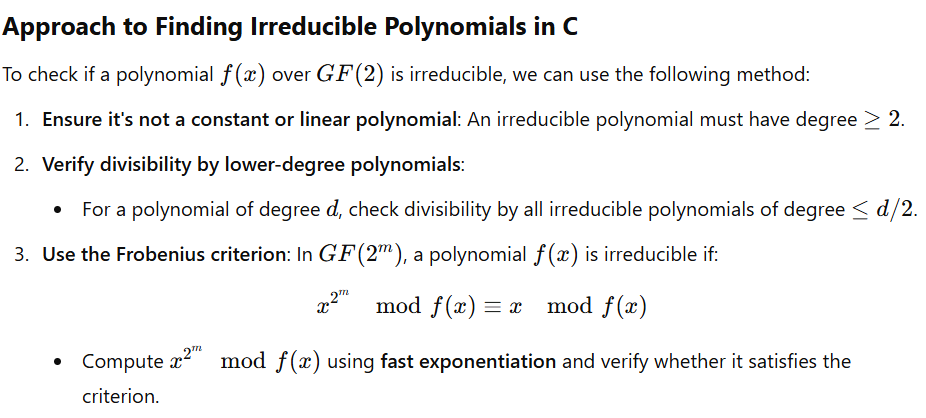 Approach to Finding Irreducible Polynomials in C
To check if a polynomial f(x) over GF(2) is irreducible, we can use the following method:
1. Ensure it's not a constant or linear polynomial: An irreducible polynomial must have degree ≥ 2.
2. Verify divisibility by lower-degree polynomials:
• For a polynomial of degree d, check divisibility by all irreducible polynomials of degree ≤ d/2.
3. Use the Frobenius criterion: In GF(2^m), a polynomial f(x) is irreducible if:
x^{2^m} mod f(x) ≡ x mod f(x)
• Compute x^{2^m} mod f(x) using fast exponentiation and verify whether it satisfies the
criterion.